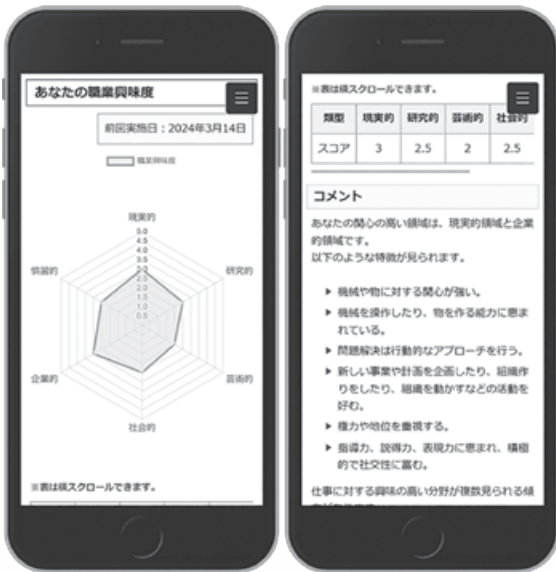 あなたの職業興味度
前回実施日：2024年3月14日
職業興味度
現実的
5.0
4.5
4.0
3.5
3.0
2.5
2.0
1.5
1.0
0.5
慣習的
研究的
企業的
芸術的
社会的
※表は横スクロールできます。
※表は横スクロールできます。
類型 現実的 研究的 芸術的 社会的
スコア 3 2.5 2 2.5
コメント
あなたの関心の高い領域は、現実的領域と企業
的領域です。
以下のような特徴が見られます。
▶ 機械や物に対する関心が強い。
▶ 機械を操作したり、物を作る能力に恵ま
れている。
▶ 問題解決は行動的なアプローチを行う。
▶ 新しい事業や計画を企画したり、組織作
りをしたり、組織を動かすなどの活動を
好む。
▶ 権力や地位を重視する。
▶ 指導力、説得力、表現力に恵まれ、積極
的で社交性に富む。
仕事に対する興味の高い分野が複数見られる傾